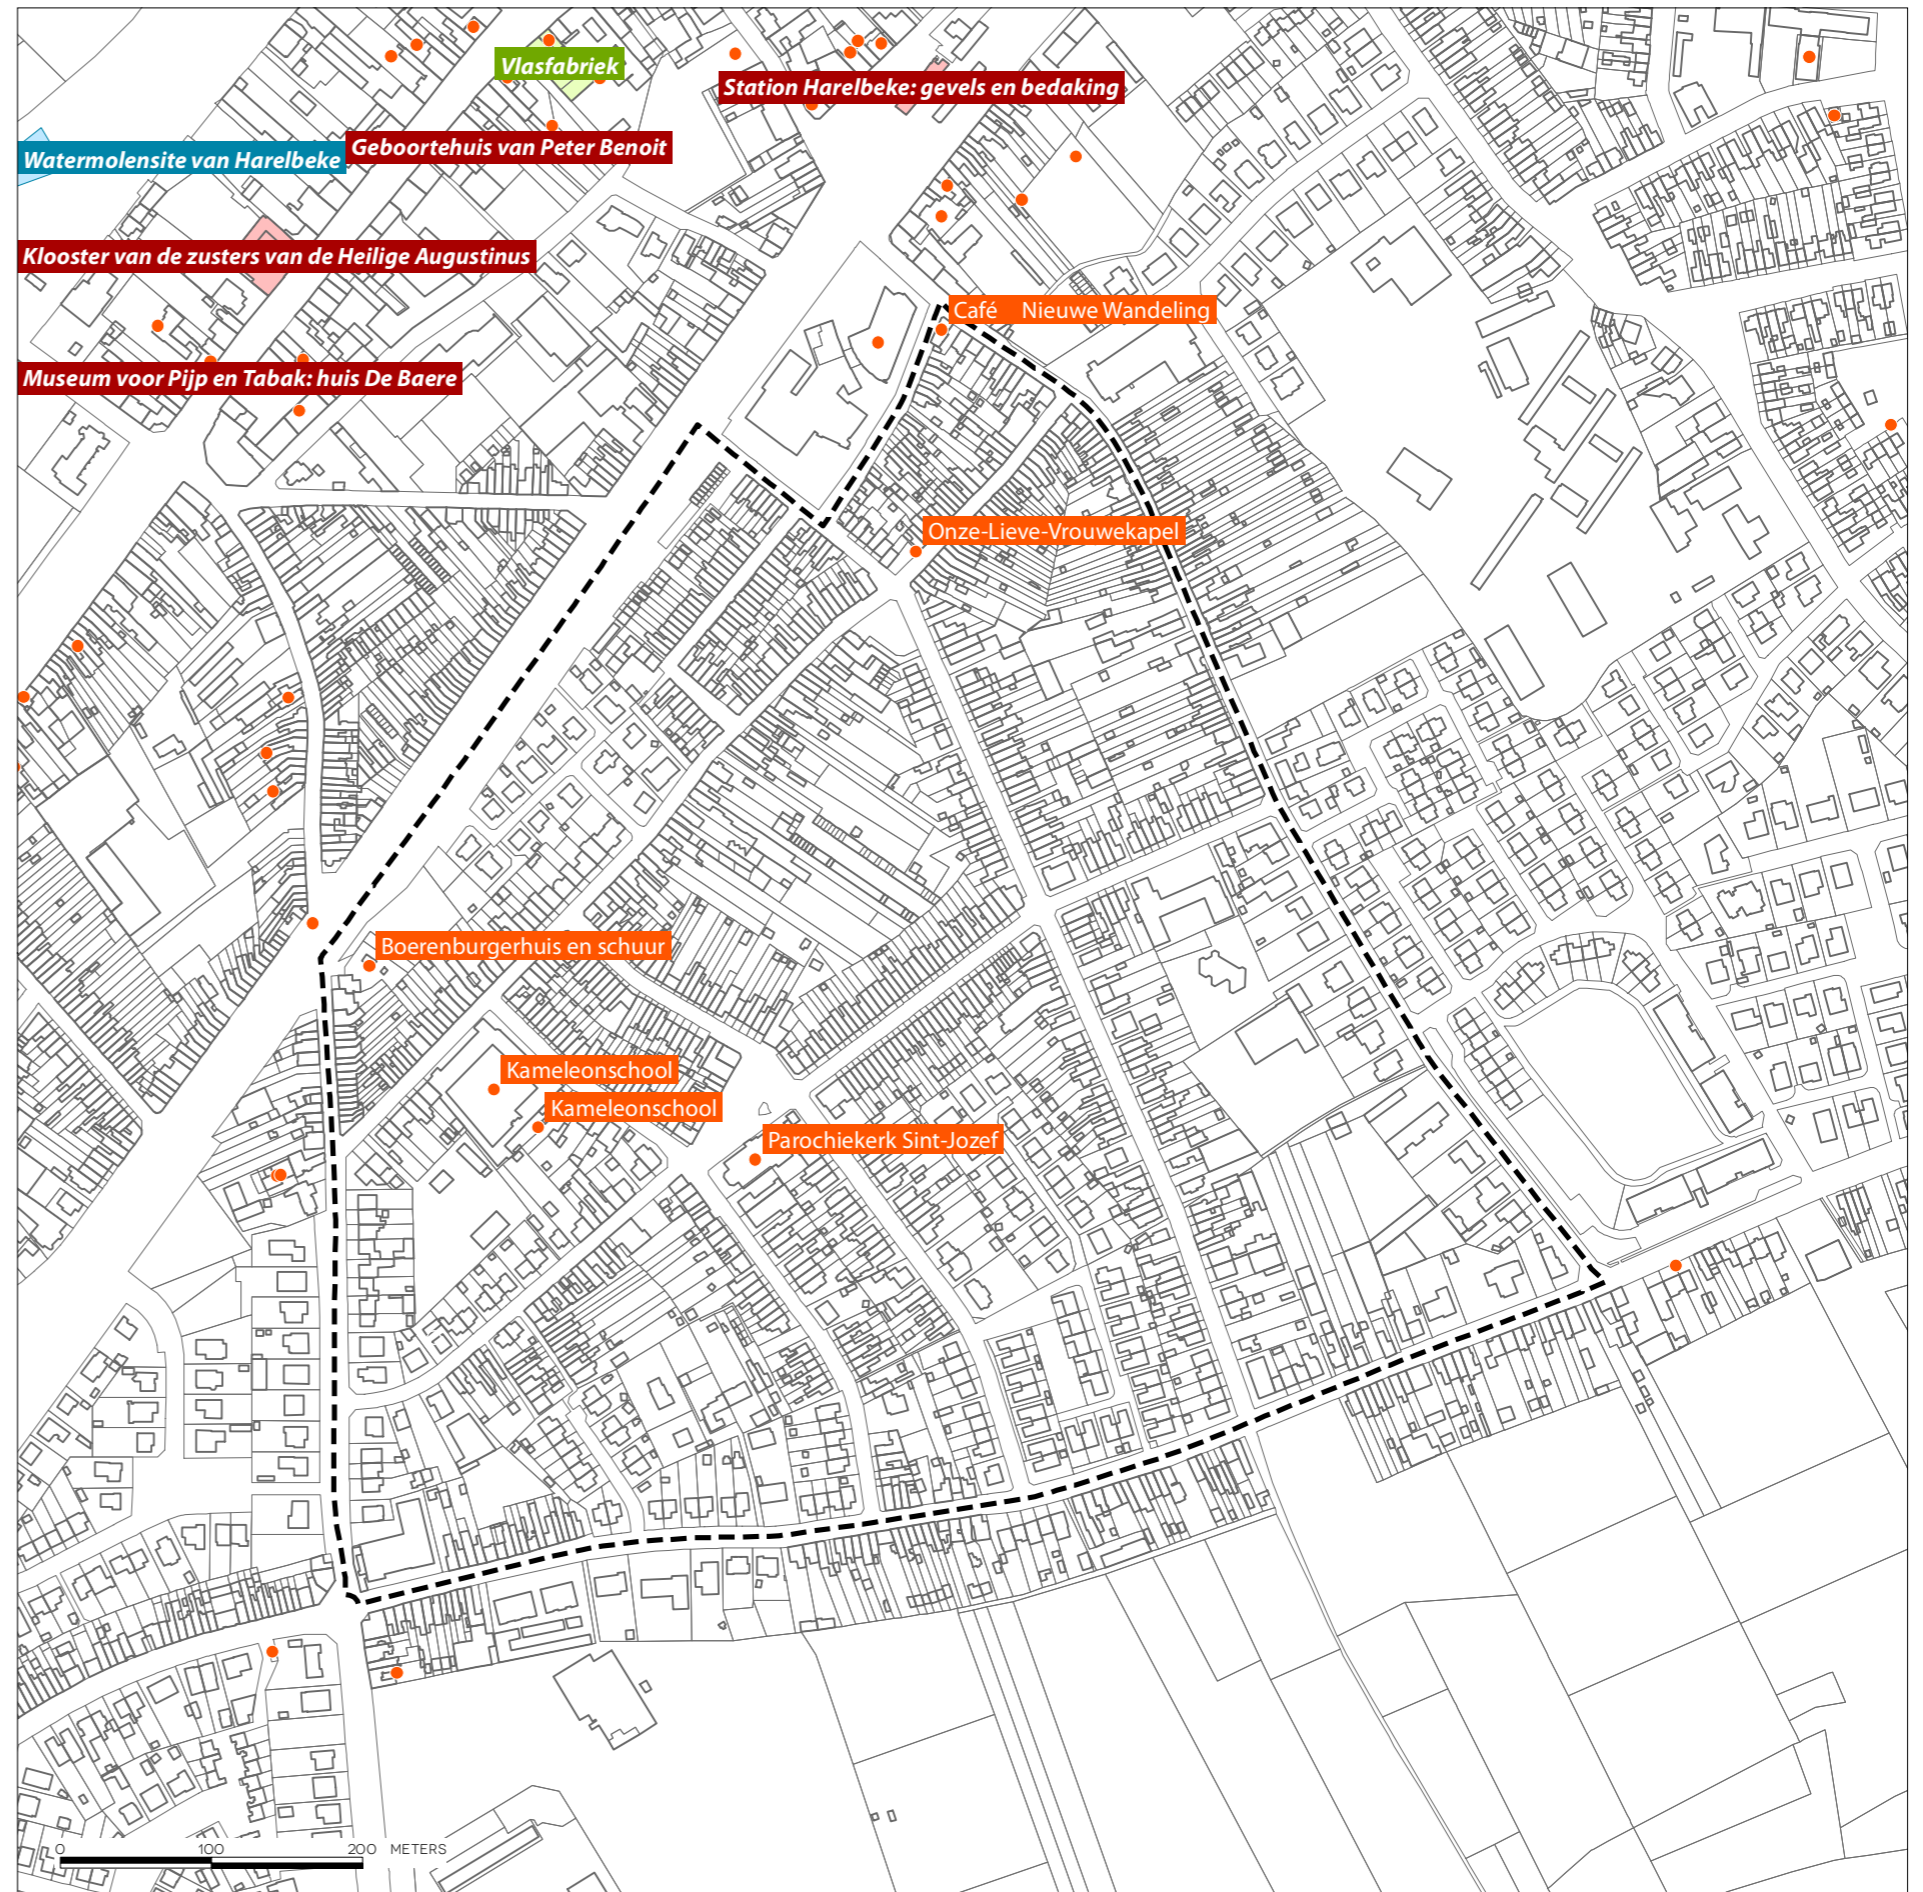 Vlasfabriek
Station Harelbeke: gevels en bedaking
Geboortehuis van Peter Benoit
Watermolensite van Harelbeke
Klooster van de zusters van de Heilige Augustinus
Café Nieuwe Wandeling
Museum voor Pijp en Tabak: huis De Baere
Onze-Lieve-Vrouwekapel
Boerenburgerhuis en schuur
Kameleonschool
Kameleonschool
Parochiekerk Sint-Jozef
0 100 200 METERS